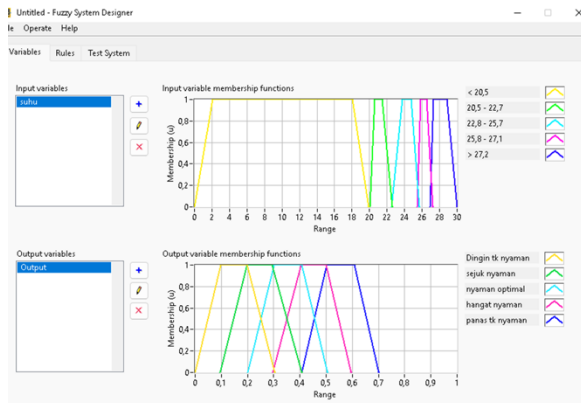 Untitled - Fuzzy System Designer
le Operate Help
Variables Rules Test System
Input variables
suhu
Input variable membership functions
Membership (u)
1
0,8
0,6
0,4
0,2
0
0 2 4 6 8 10 12 14 16 18 20 22 24 26 28 30
Range
< 20,5
20,5 - 22,7
22,8 - 25,7
25,8 - 27,1
> 27,2
Output variables
Output
Output variable membership functions
Membership (u)
1
0,8
0,6
0,4
0,2
0
0 0,1 0,2 0,3 0,4 0,5 0,6 0,7 0,8 0,9 1
Range
Dingin tk nyaman
sejuk nyaman
nyaman optimal
hangat nyaman
panas tk nyaman